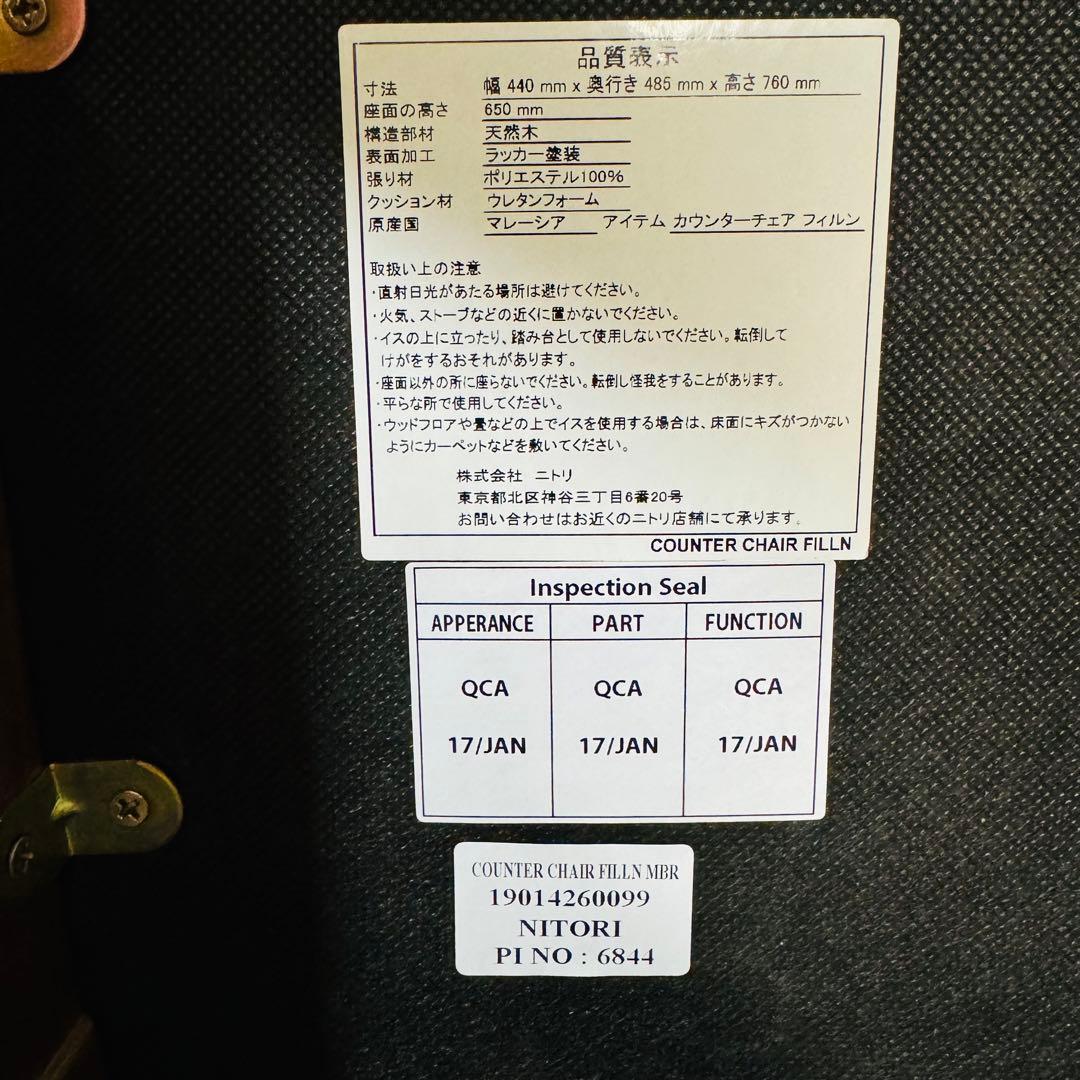 品質表示
寸法 幅 440 mm x 奥行き 485 mm x 高さ 760 mm
座面の高さ 650 mm
構造部材 天然木
表面加工 ラッカー塗装
張り材 ポリエステル100%
クッション材 ウレタンフォーム
原産国 マレーシア アイテム カウンターチェア フィルン
取扱い上の注意
・直射日光があたる場所は避けてください。
・火気、ストーブなどの近くに置かないでください。
・イスの上に立ったり、踏み台として使用しないでください。転倒して
けがをするおそれがあります。
・座面以外の所に座らないでください。転倒し怪我をすることがあります。
・平らな所で使用してください。
・ウッドフロアや畳などの上でイスを使用する場合は、床面にキズがつかない
ようにカーペットなどを敷いてください。
株式会社 ニトリ
東京都北区神谷三丁目6番20号
お問い合わせはお近くのニトリ店舗にて承ります。
COUNTER CHAIR FILLN
Inspection Seal
APPERANCE PART FUNCTION
QCA QCA QCA
17/JAN 17/JAN 17/JAN
COUNTER CHAIR FILLN MBR
19014260099
NITORI
PI NO : 6844